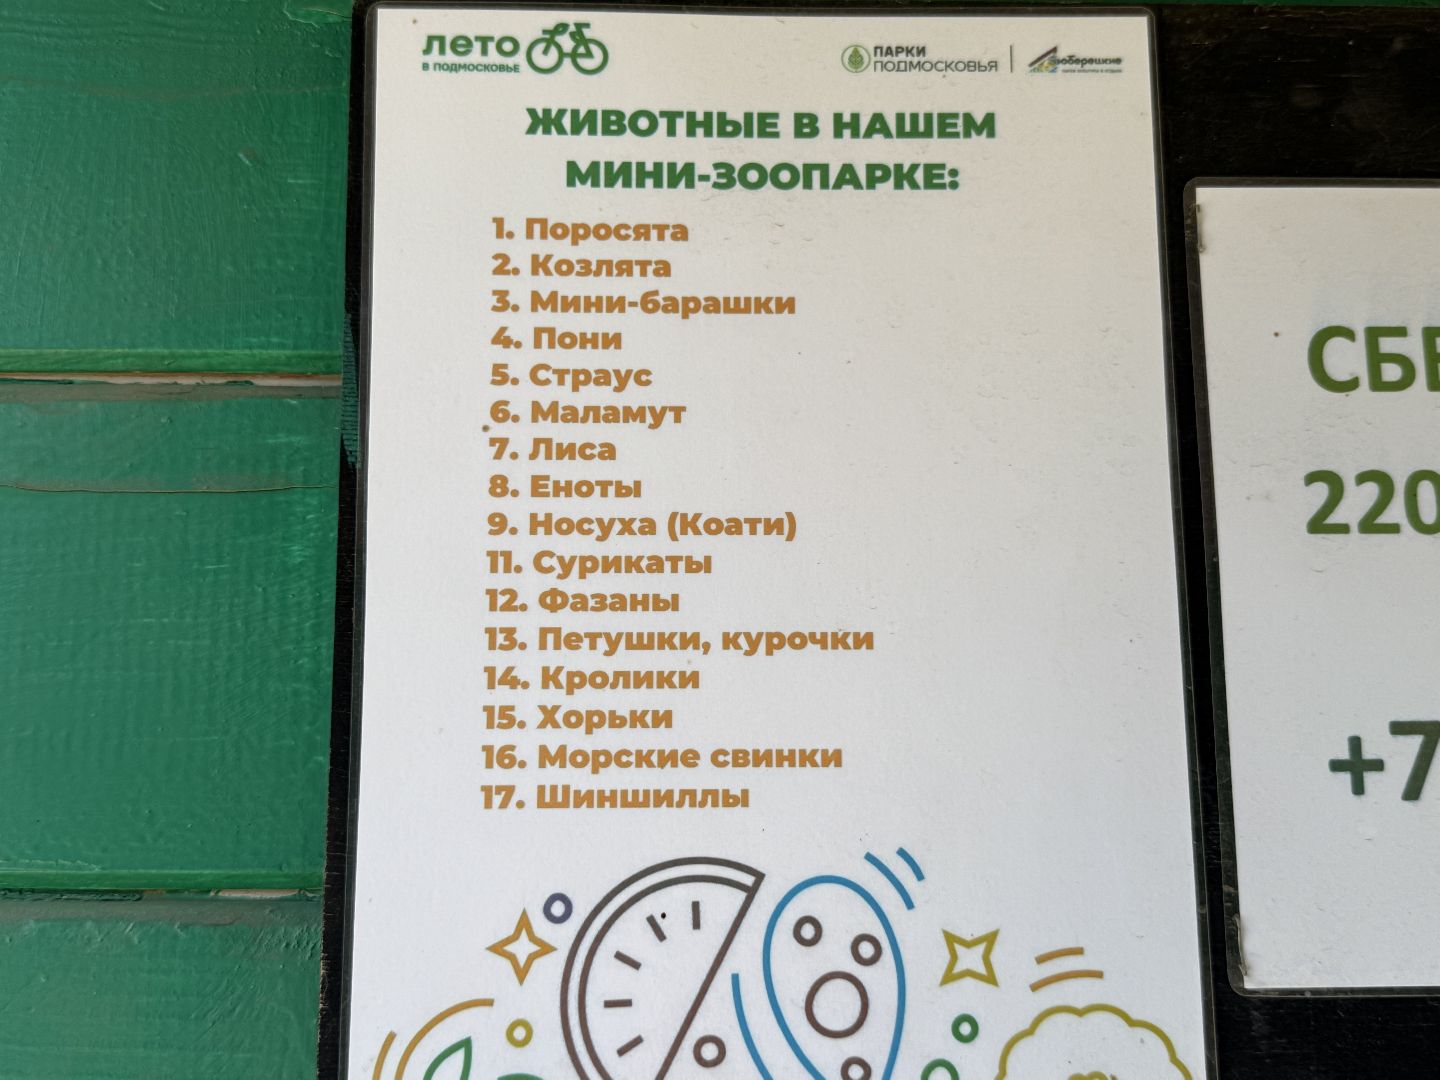 лето
В ПОДМОСКОВЬЕ
ПАРКИ
ПОДМОСКОВЬЯ
ЖИВОТНЫЕ В НАШЕМ
МИНИ-ЗООПАРКЕ:
1. Поросята
2. Козлята
3. Мини-барашки
4. Пони
5. Страус
6. Маламут
7. Лиса
8. Еноты
9. Носуха (Коати)
11. Сурикаты
12. Фазаны
13. Петушки, курочки
14. Кролики
15. Хорьки
16. Морские свинки
17. Шиншиллы
СБЕ
220
+7